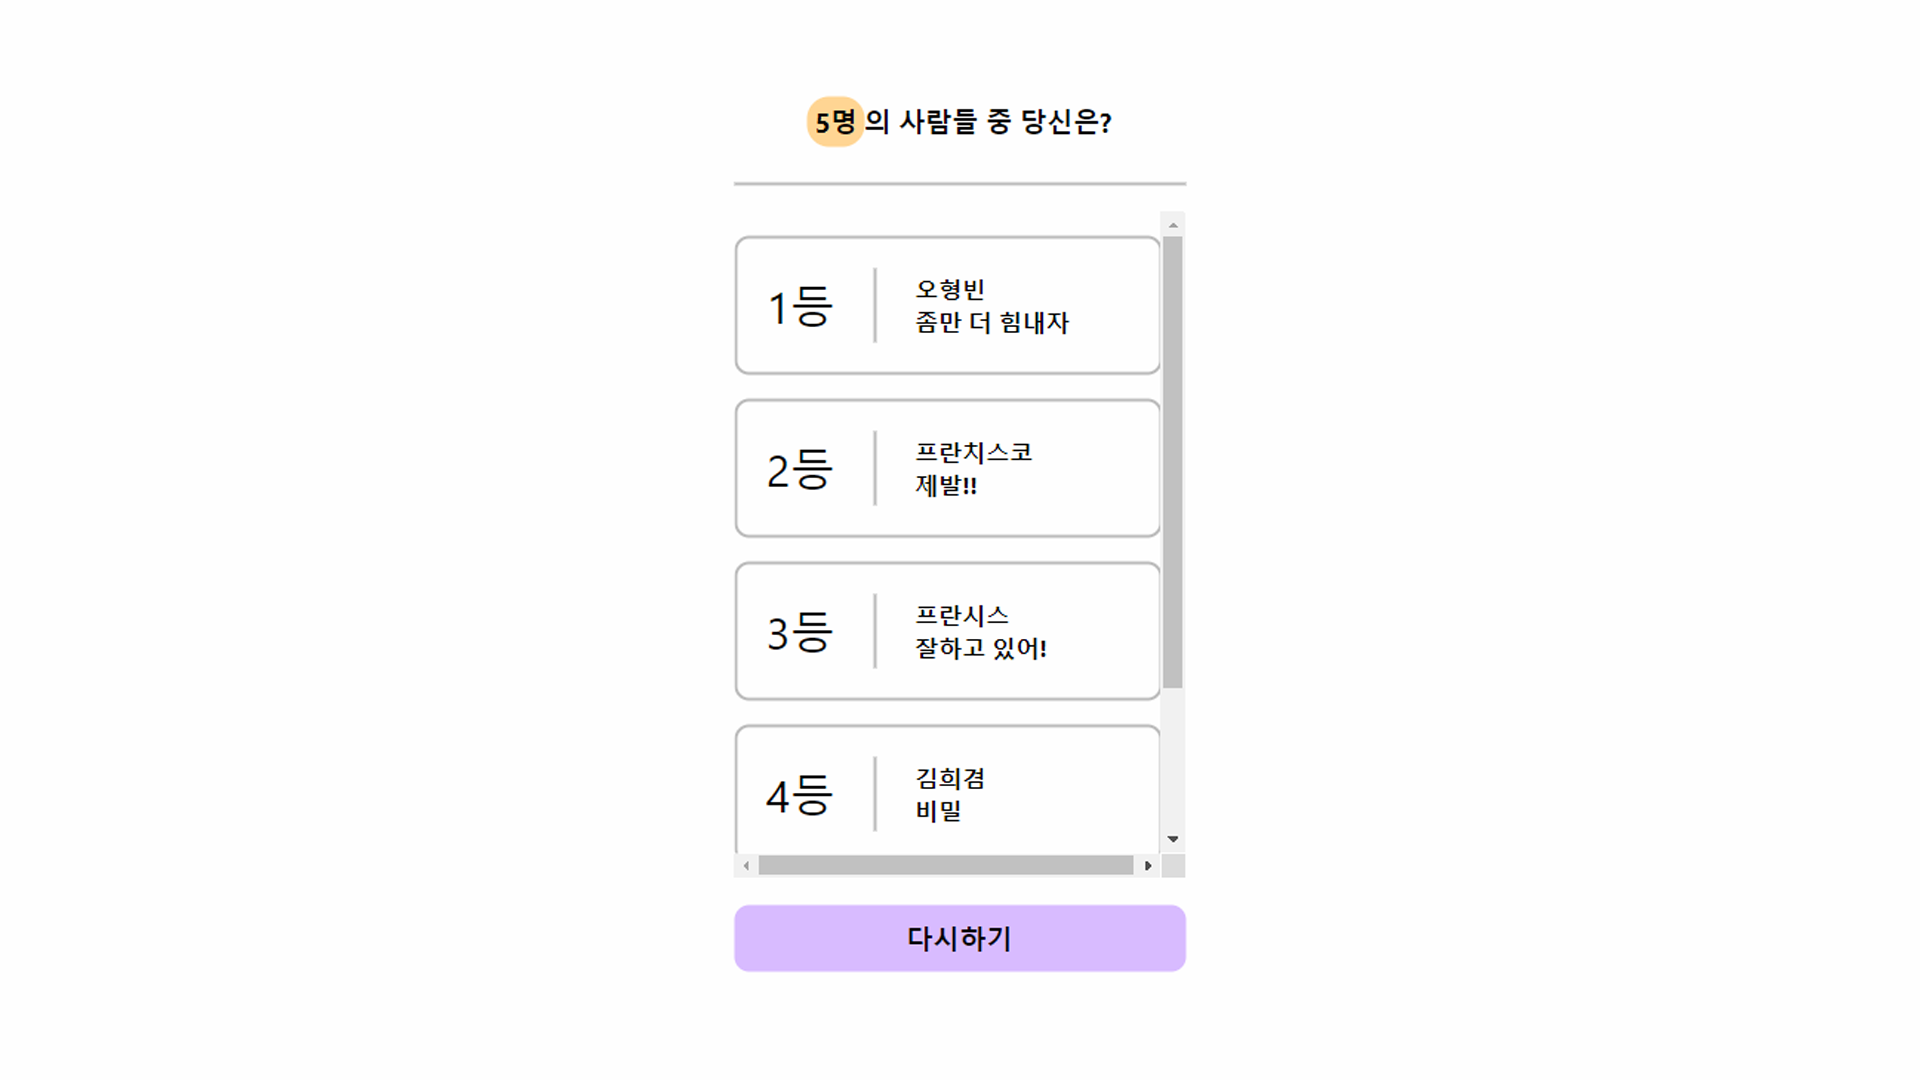 5명의 사람들 중 당신은?
1등
오형빈
좀만 더 힘내자
2등
프란치스코
제발!!
3등
프란시스
잘하고 있어!
4등
김희겸
비밀
다시하기